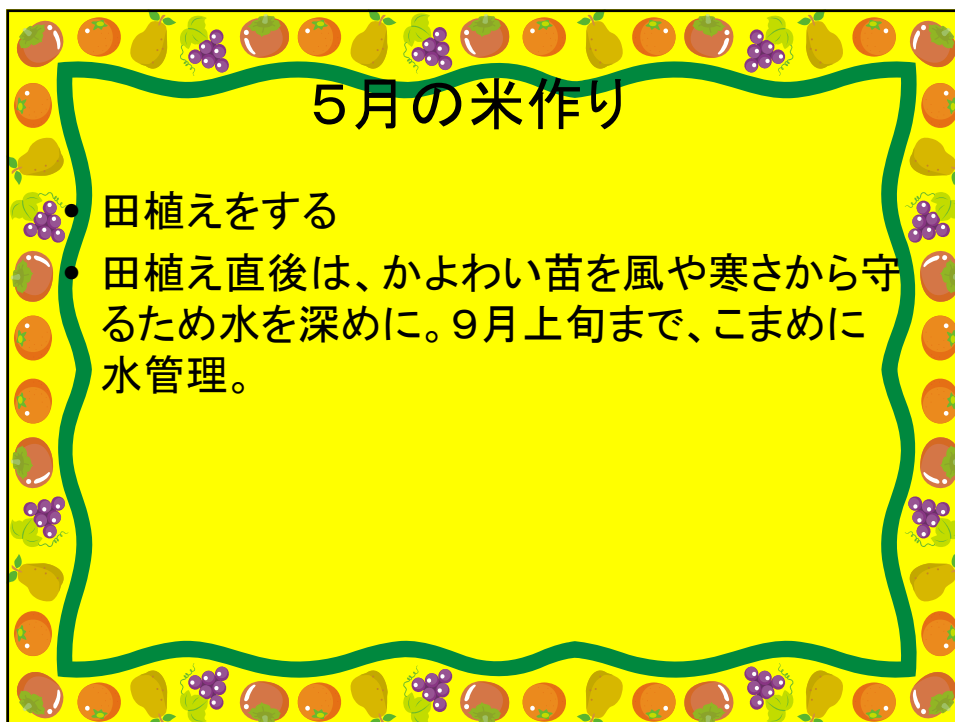 ５月の米作り
• 田植えをする
• 田植え直後は、かよわい苗を風や寒さから守
るため水を深めに。９月上旬まで、こまめに
水管理。